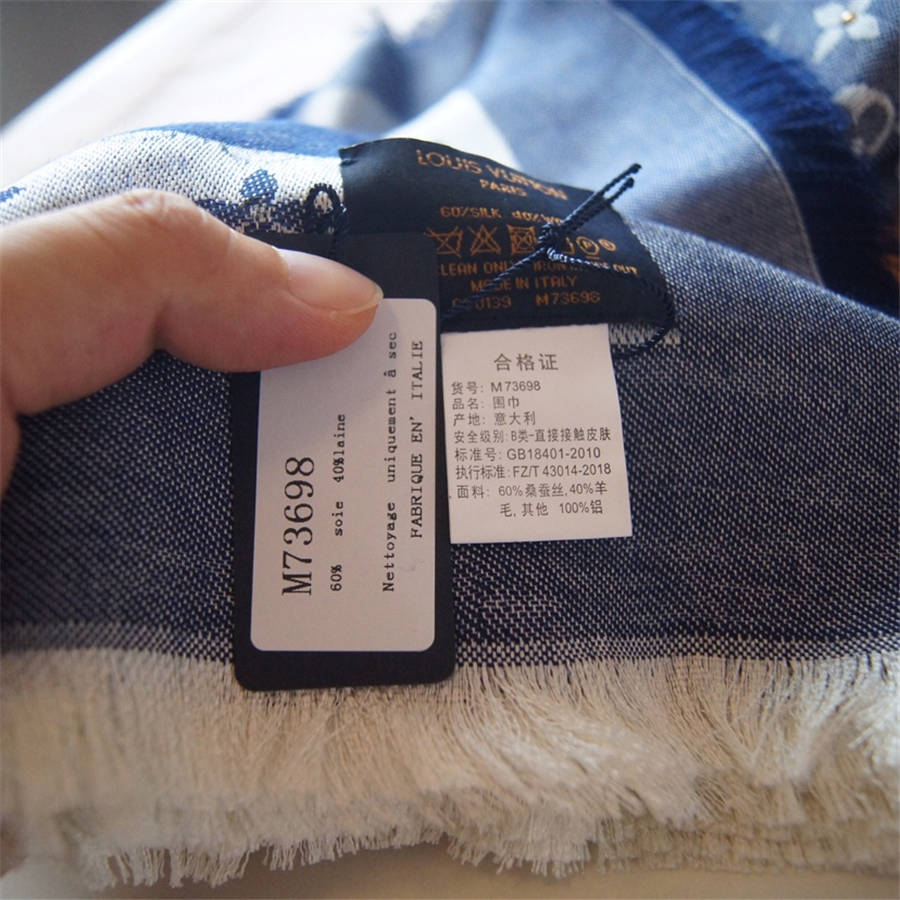 LOUIS VUITTON
PARIS
60%SILK
CLEAN ONLY
MADE IN ITALY
M73698
M73698
60% soie 40%laine
Nettoyage uniquement à sec
FABRIQUE EN' ITALIE
合格证
货号: M73698
品名: 围巾
产地: 意大利
安全级别: B类-直接接触皮肤
标准号: GB18401-2010
执行标准: FZ/T 43014-2018
面料: 60%桑蚕丝,40%羊
毛,其他 100%铝